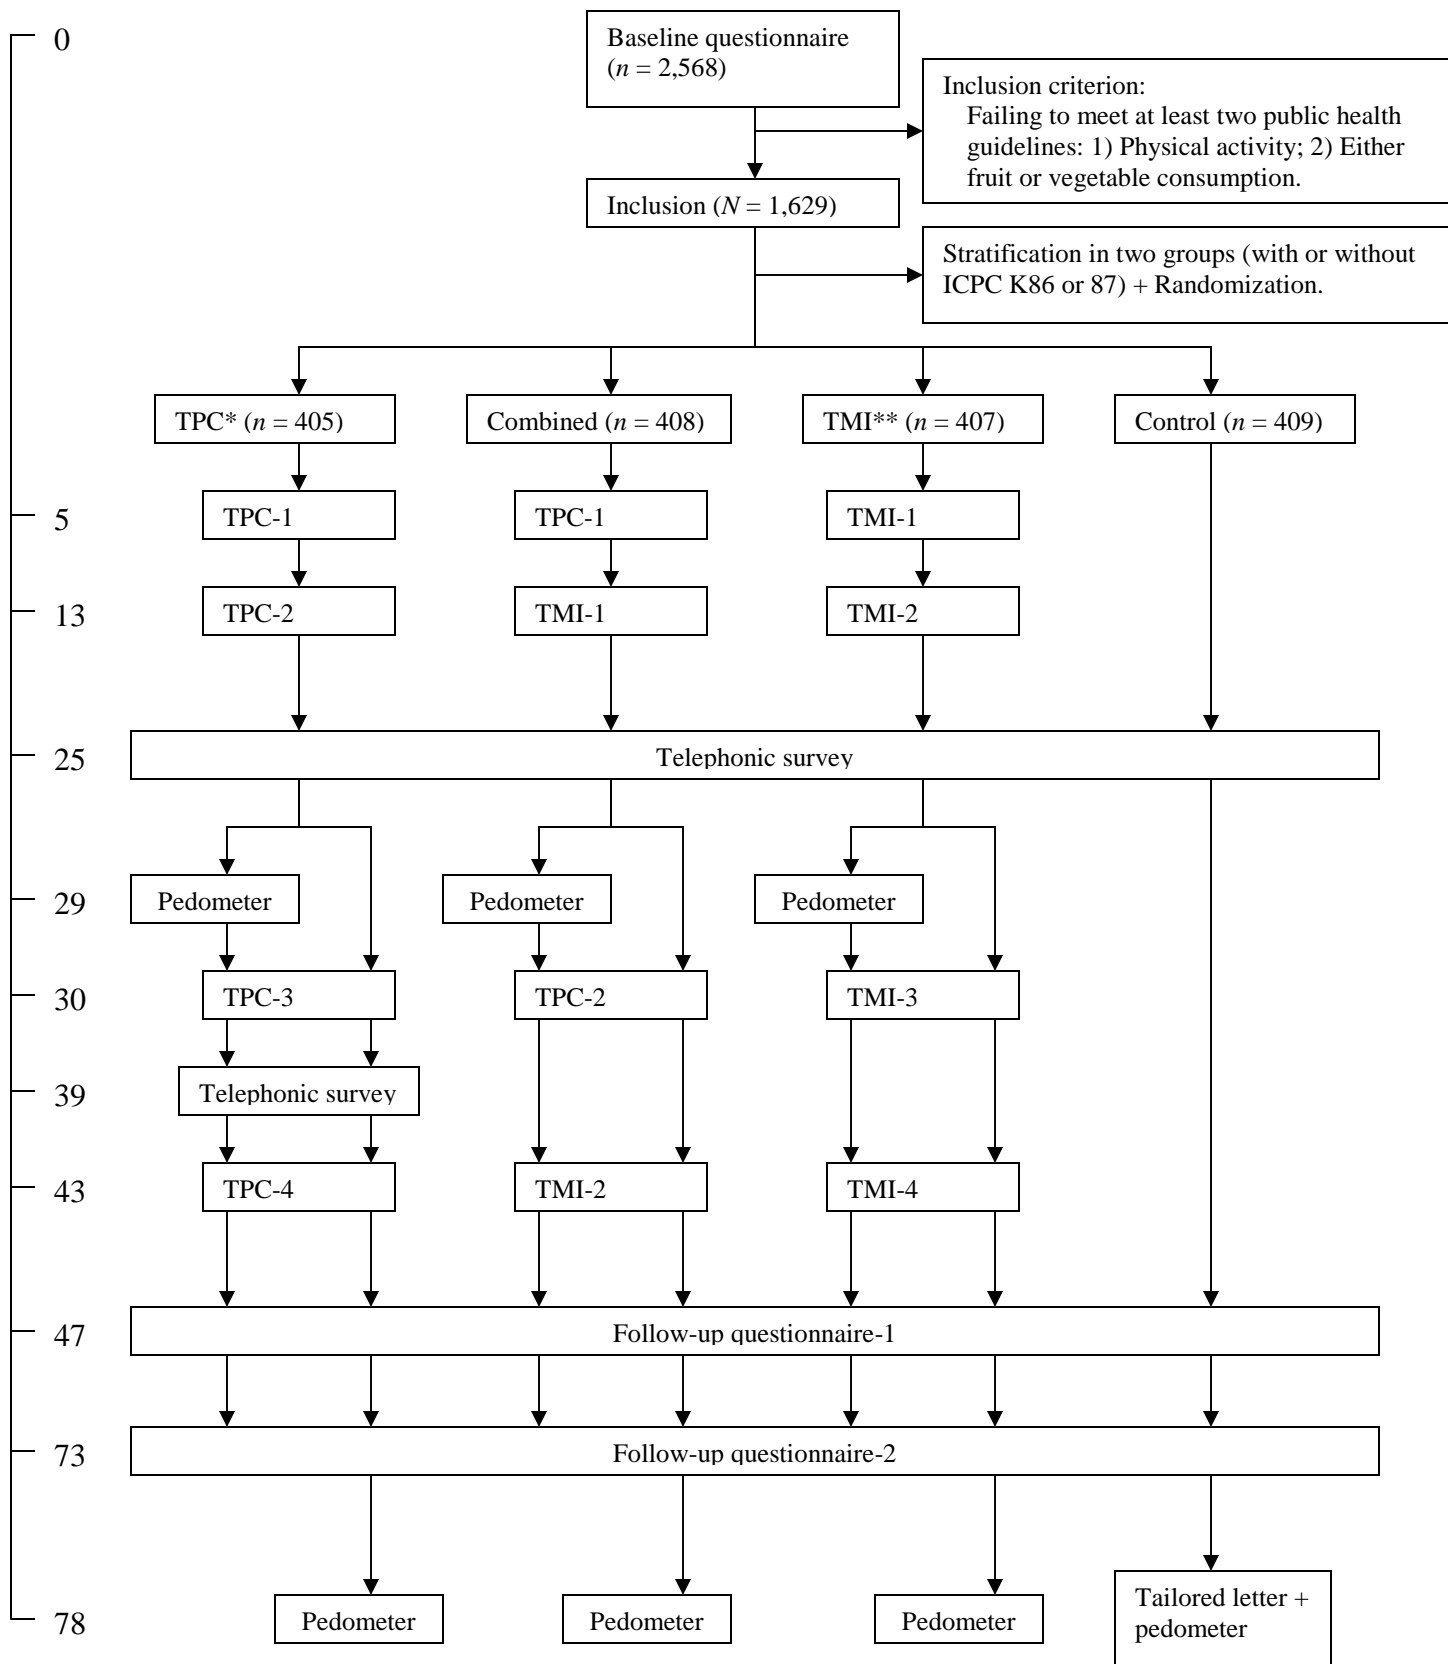 0
Baseline questionnaire
(n = 2,568)
Inclusion criterion:
Failing to meet at least two public health
guidelines: 1) Physical activity; 2) Either
fruit or vegetable consumption.
Inclusion (N = 1,629)
Stratification in two groups (with or without
ICPC K86 or 87) + Randomization.
TPC* (n = 405)
Combined (n = 408)
TMI** (n = 407)
Control (n = 409)
5
TPC-1
TPC-1
TMI-1
13
TPC-2
TMI-1
TMI-2
25
Telephonic survey
29
Pedometer
Pedometer
Pedometer
30
TPC-3
TPC-2
TMI-3
39
Telephonic survey
43
TPC-4
TMI-2
TMI-4
47
Follow-up questionnaire-1
73
Follow-up questionnaire-2
78
Pedometer
Pedometer
Pedometer
Tailored letter +
pedometer